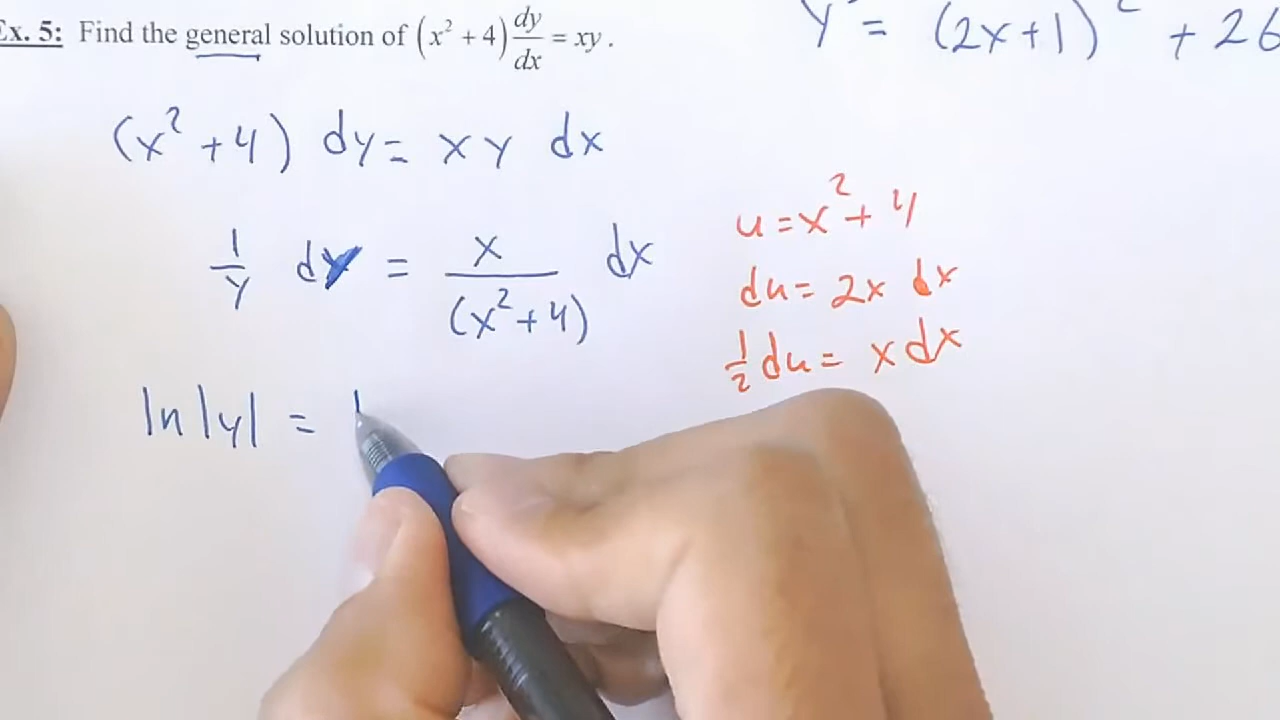 Ex. 5: Find the general solution of (x² + 4) dy/dx = xy.
y² = (2x+1)² + 26
(x² + 4) dy = x y dx
1/y dy = x/(x² + 4) dx
u = x² + 4
du = 2x dx
1/2 du = x dx
ln |y| =